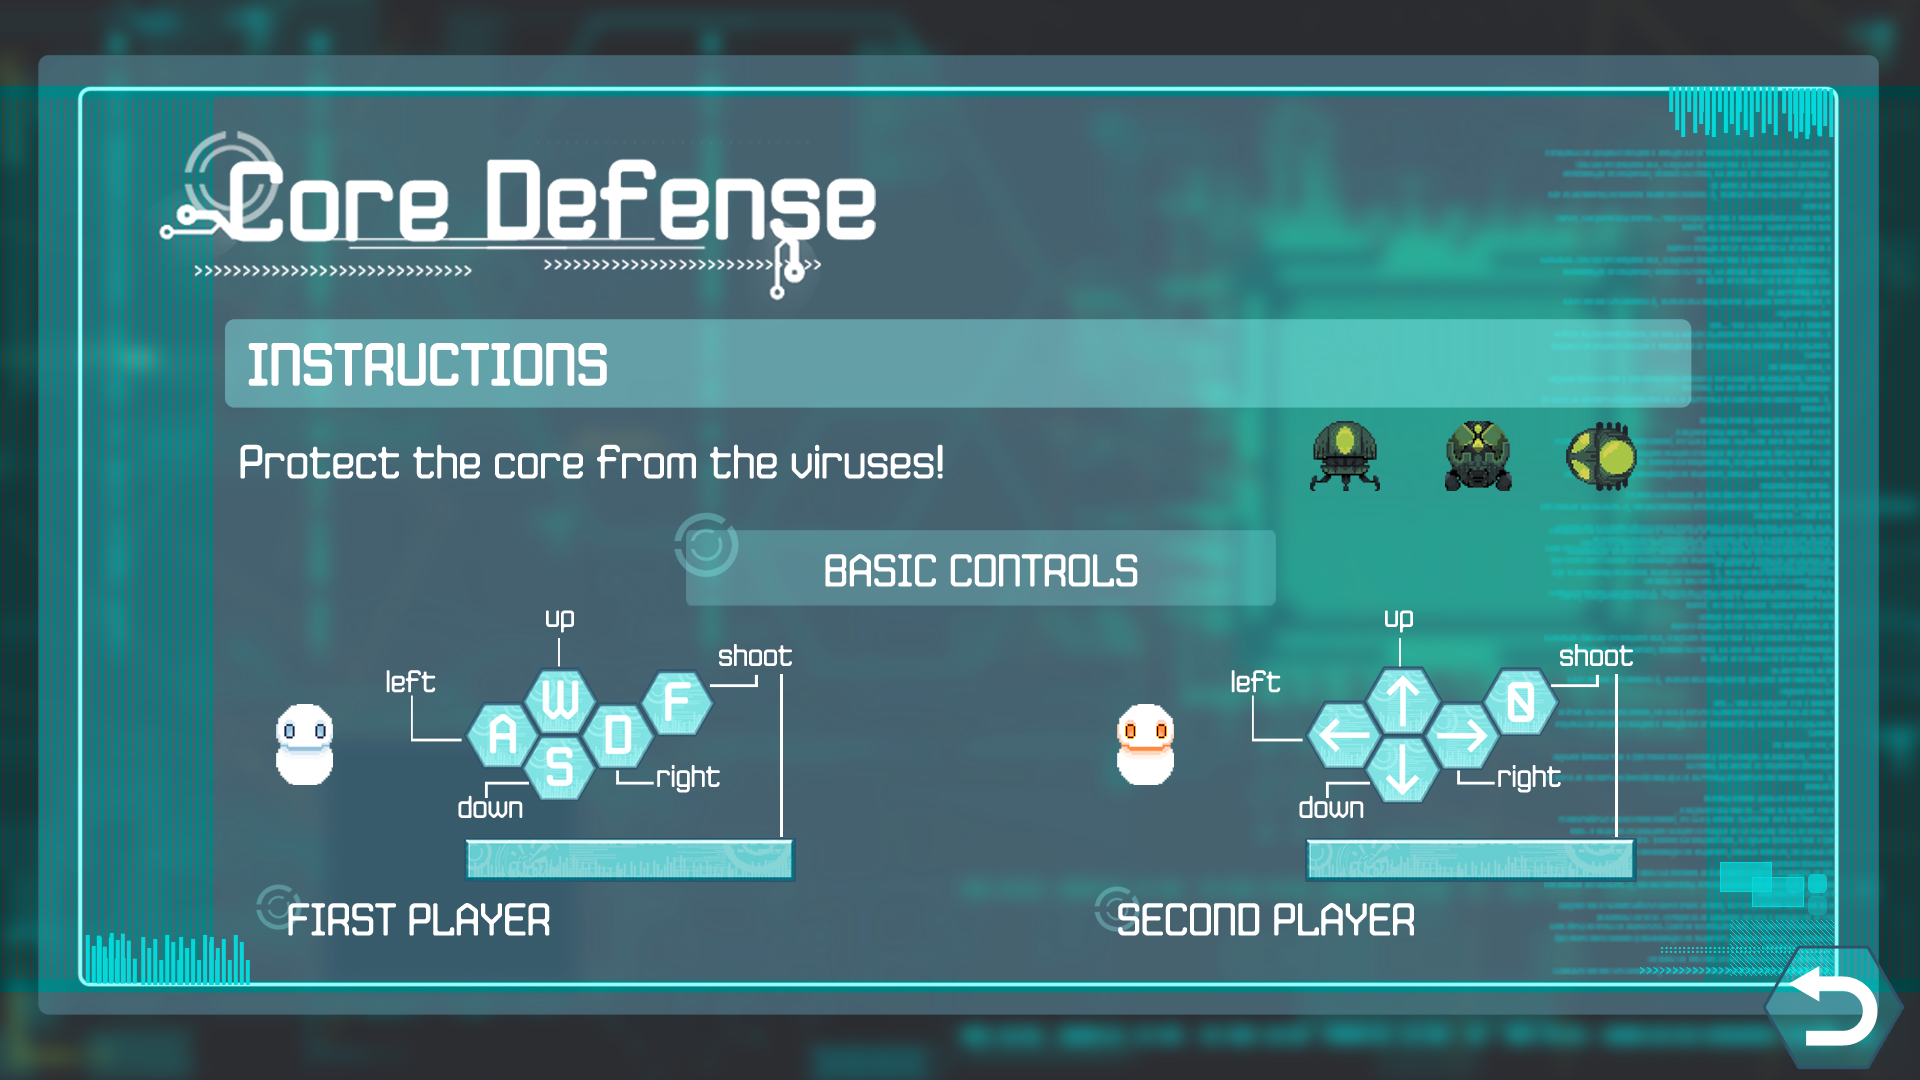 Core Defense
INSTRUCTIONS
Protect the core from the viruses!
BASIC CONTROLS
up
shoot
left
W
F
A
D
S
right
down
FIRST PLAYER
up
shoot
left
↑
0
←
→
↓
right
down
SECOND PLAYER